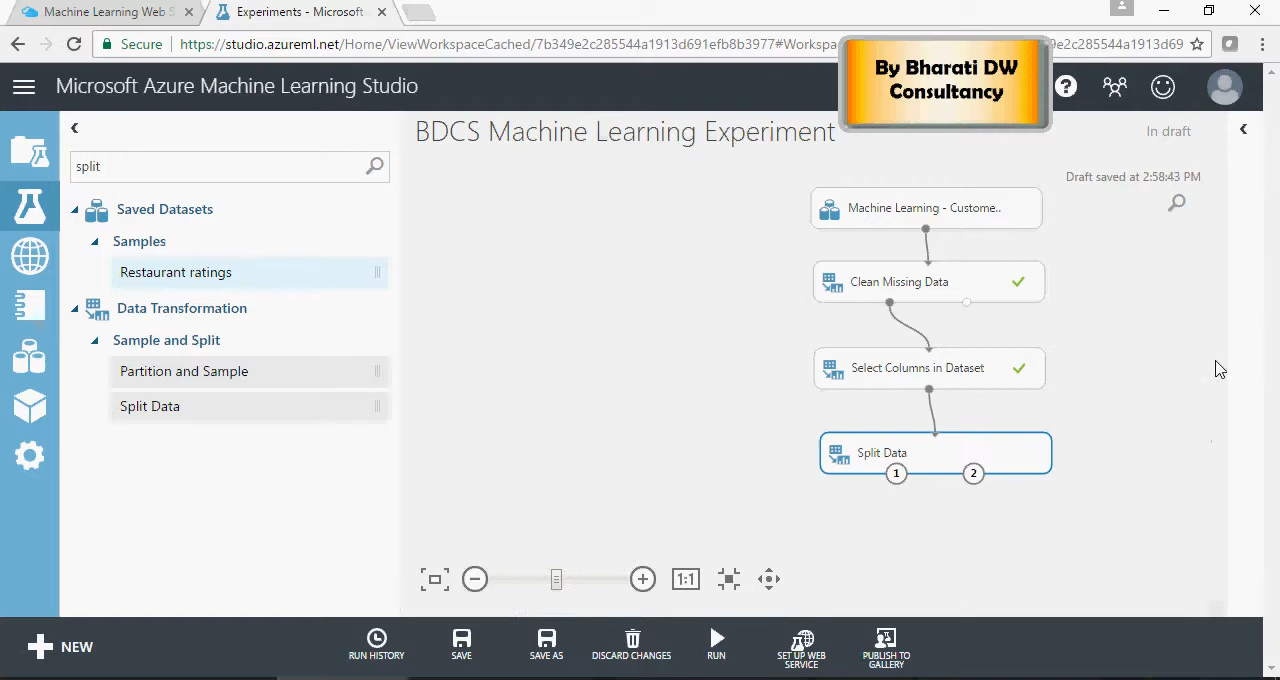 Machine Learning Web S
Experiments - Microsoft
Secure
https://studio.azureml.net/Home/ViewWorkspaceCached/7b349e2c285544a1913d691efb8b3977#Workspa
9e2c285544a1913d69
By Bharati DW
Consultancy
Microsoft Azure Machine Learning Studio
?
BDCS Machine Learning Experiment
In draft
Draft saved at 2:58:43 PM
split
Saved Datasets
Samples
Restaurant ratings
Data Transformation
Sample and Split
Partition and Sample
Split Data
Machine Learning - Custome..
Clean Missing Data
Select Columns in Dataset
Split Data
1
2
1:1
NEW
RUN HISTORY
SAVE
SAVE AS
DISCARD CHANGES
RUN
SET UP WEB
SERVICE
PUBLISH TO
GALLERY